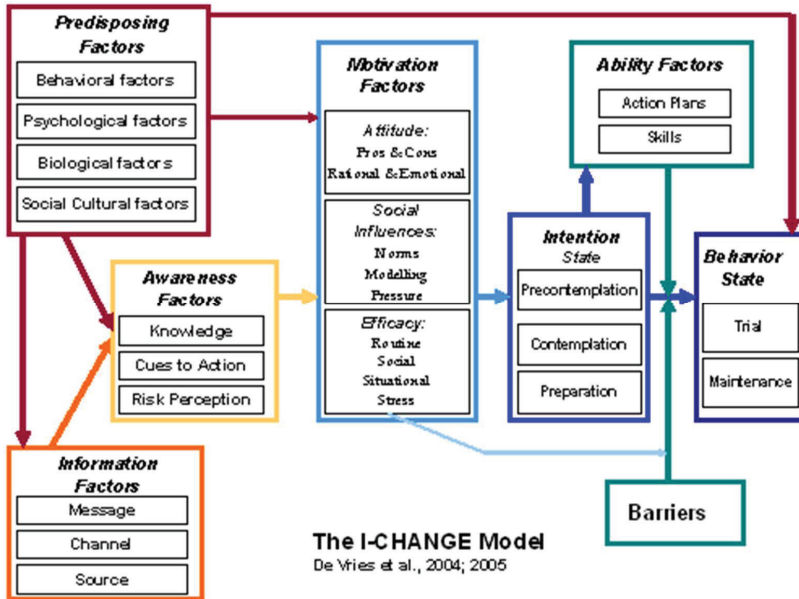 Predisposing
Factors
Behavioral factors
Psychological factors
Biological factors
Social Cultural factors
Awareness
Factors
Knowledge
Cues to Action
Risk Perception
Information
Factors
Message
Channel
Source
Motivation
Factors
Attitude:
Pros & Cons
Rational & Emotional
Social
Influences:
Norms
Modelling
Pressure
Efficacy:
Routine
Social
Situational
Stress
Ability Factors
Action Plans
Skills
Intention
State
Precontemplation
Contemplation
Preparation
Behavior
State
Trial
Maintenance
Barriers
The I-CHANGE Model
De Vries et al., 2004; 2005